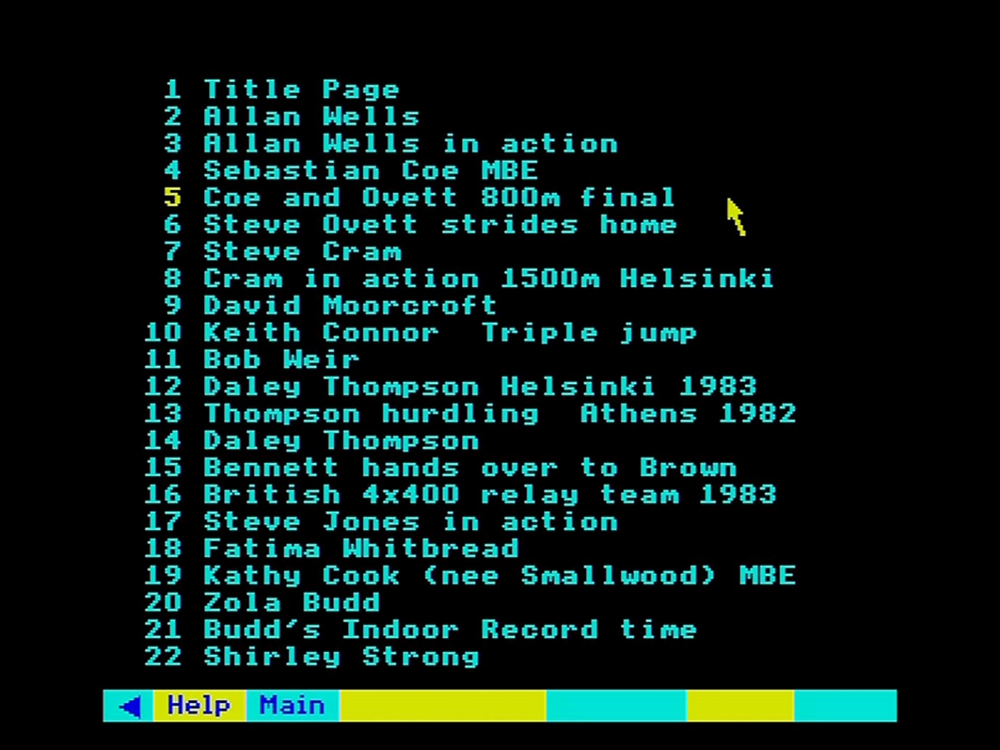 1 Title Page
2 Allan Wells
3 Allan Wells in action
4 Sebastian Coe MBE
5 Coe and Ovett 800m final
6 Steve Ovett strides home
7 Steve Cram
8 Cram in action 1500m Helsinki
9 David Moorcroft
10 Keith Connor  Triple jump
11 Bob Weir
12 Daley Thompson Helsinki 1983
13 Thompson hurdling  Athens 1982
14 Daley Thompson
15 Bennett hands over to Brown
16 British 4x400 relay team 1983
17 Steve Jones in action
18 Fatima Whitbread
19 Kathy Cook (nee Smallwood) MBE
20 Zola Budd
21 Budd's Indoor Record time
22 Shirley Strong
Help Main